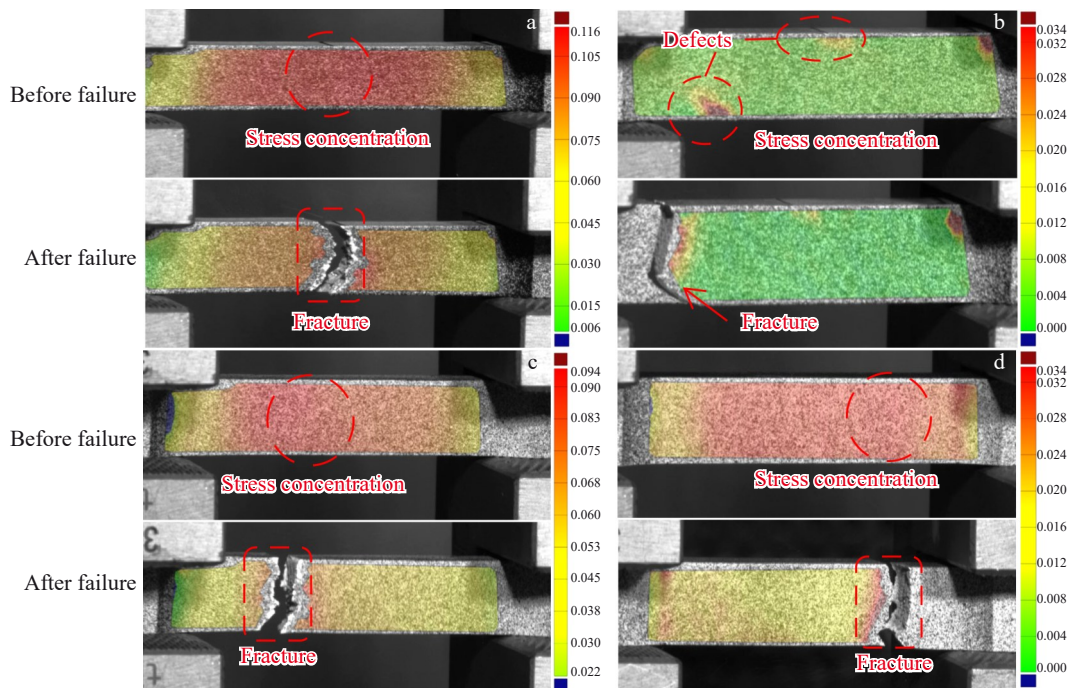 a
0.116
0.105
0.090
0.075
0.060
0.045
0.030
0.015
0.006
Before failure
Stress concentration
After failure
Fracture
b
0.034
0.034
0.028
0.024
0.020
0.016
0.012
0.008
0.004
0.000
Defects
Stress concentration
Fracture
c
0.094
0.090
0.083
0.075
0.068
0.060
0.053
0.045
0.038
0.030
0.022
Before failure
Stress concentration
After failure
3
Fracture
t
d
0.034
0.034
0.028
0.024
0.020
0.016
0.012
0.008
0.004
0.000
Stress concentration
Fracture